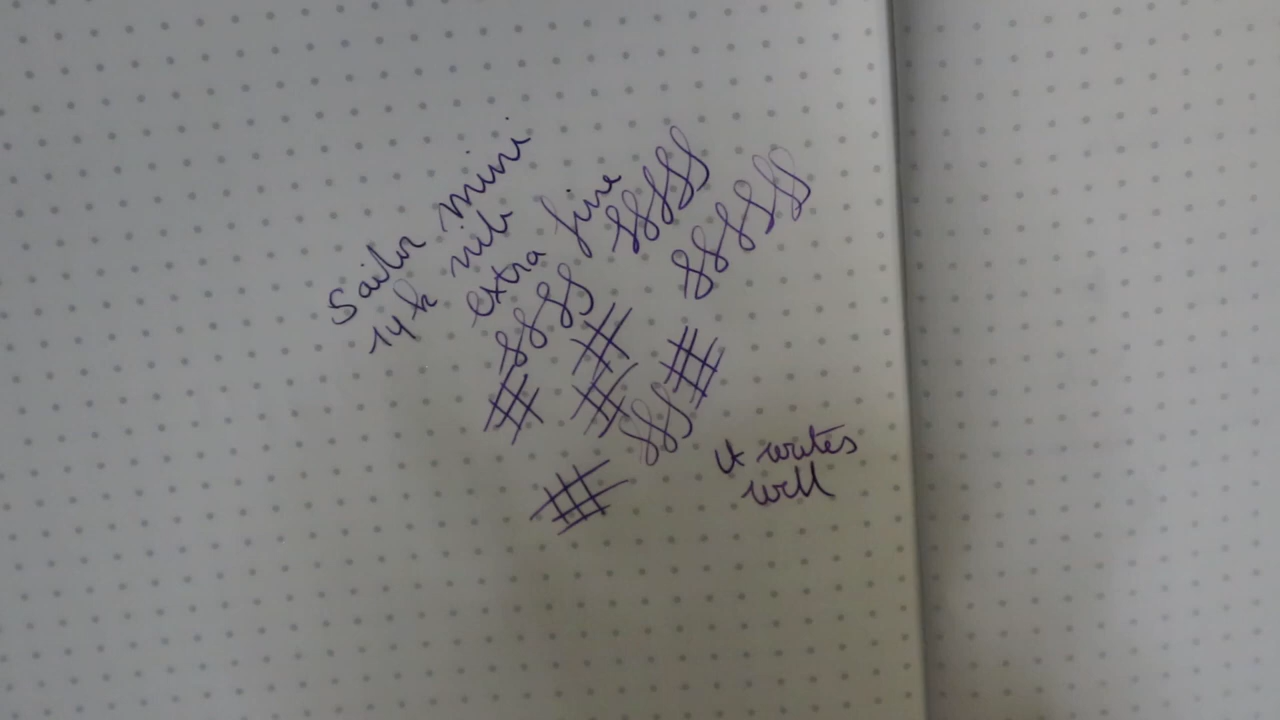 Sailor mini
14k nib
extra fine
It writes
well